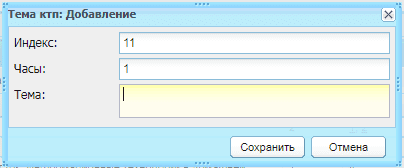 Тема ктп: Добавление
Индекс: 11
Часы: 1
Тема:
Сохранить Отмена